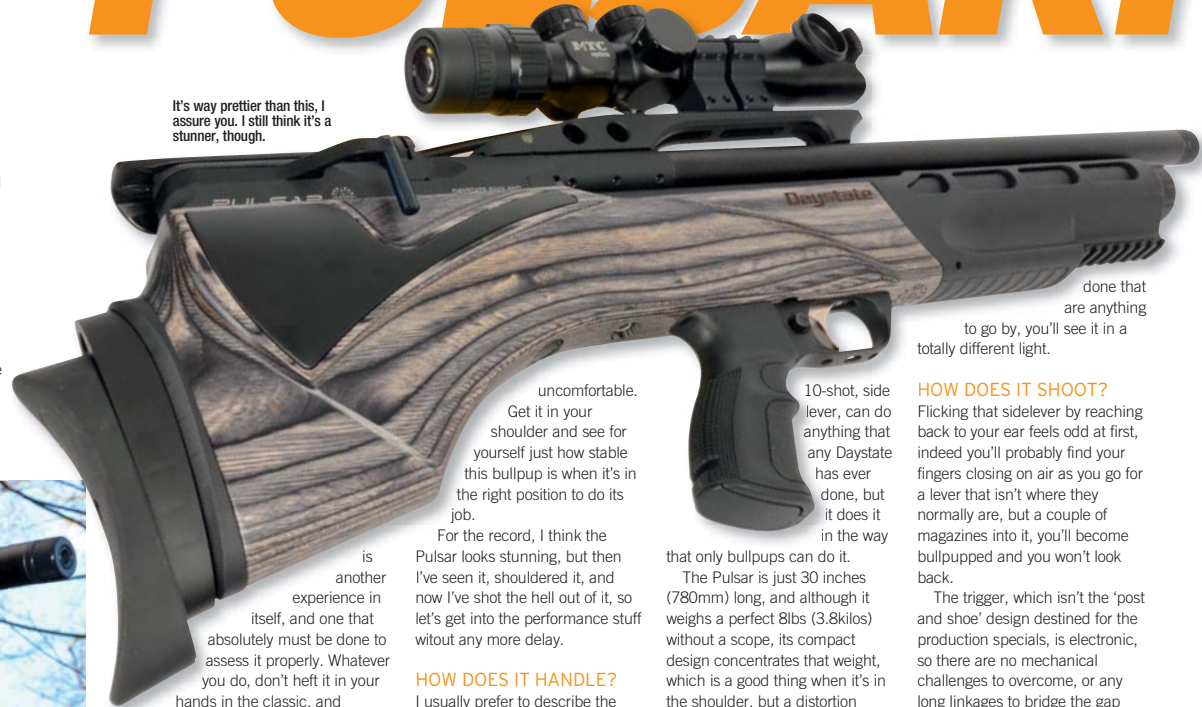 PULSAR!
It's way prettier than this, I
assure you. I still think it's a
stunner, though.
MTC
PULSAR
Daystate
is
another
experience in
itself, and one that
absolutely must be done to
assess it properly. Whatever
you do, don't heft it in your
hands in the classic, and
uncomfortable.
Get it in your
shoulder and see for
yourself just how stable
this bullpup is when it's in
the right position to do its
job.
For the record, I think the
Pulsar looks stunning, but then
I've seen it, shouldered it, and
now I've shot the hell out of it, so
let's get into the performance stuff
witout any more delay.
HOW DOES IT HANDLE?
I usually prefer to describe the
10-shot, side
lever, can do
anything that
any Daystate
has ever
done, but
it does it
in the way
that only bullpups can do it.
The Pulsar is just 30 inches
(780mm) long, and although it
weighs a perfect 8lbs (3.8kilos)
without a scope, its compact
design concentrates that weight,
which is a good thing when it's in
the shoulder, but a distortion
done that
are anything
to go by, you'll see it in a
totally different light.
HOW DOES IT SHOOT?
Flicking that sidelever by reaching
back to your ear feels odd at first,
indeed you'll probably find your
fingers closing on air as you go for
a lever that isn't where they
normally are, but a couple of
magazines into it, you'll become
bullpupped and you won't look
back.
The trigger, which isn't the 'post
and shoe' design destined for the
production specials, is electronic,
so there are no mechanical
challenges to overcome, or any
long linkages to bridge the gap